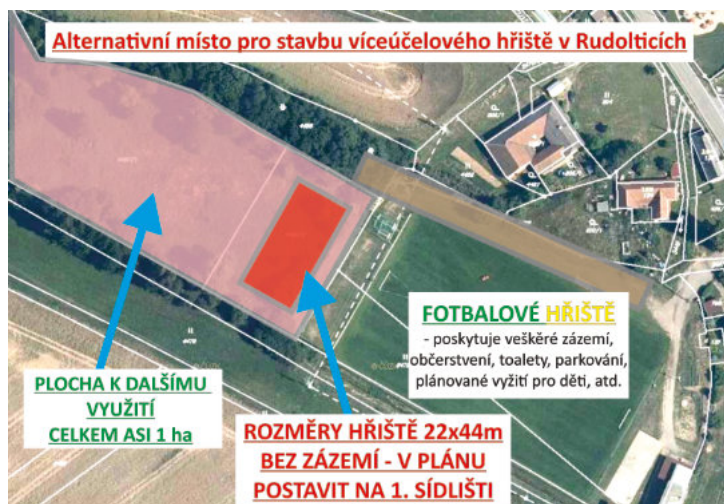 Alternativní místo pro stavbu víceúčelového hřiště v Rudolticích
FOTBALOVÉ HŘIŠTĚ
- poskytuje veškěré zázemí,
občerstvení, toalety, parkování,
plánované vyžití pro děti, atd.
PLOCHA K DALŠÍMU
VYUŽITÍ
CELKEM ASI 1 ha
ROZMĚRY HŘIŠTĚ 22x44m
BEZ ZÁZEMÍ - V PLÁNU
POSTAVIT NA 1. SÍDLIŠTI